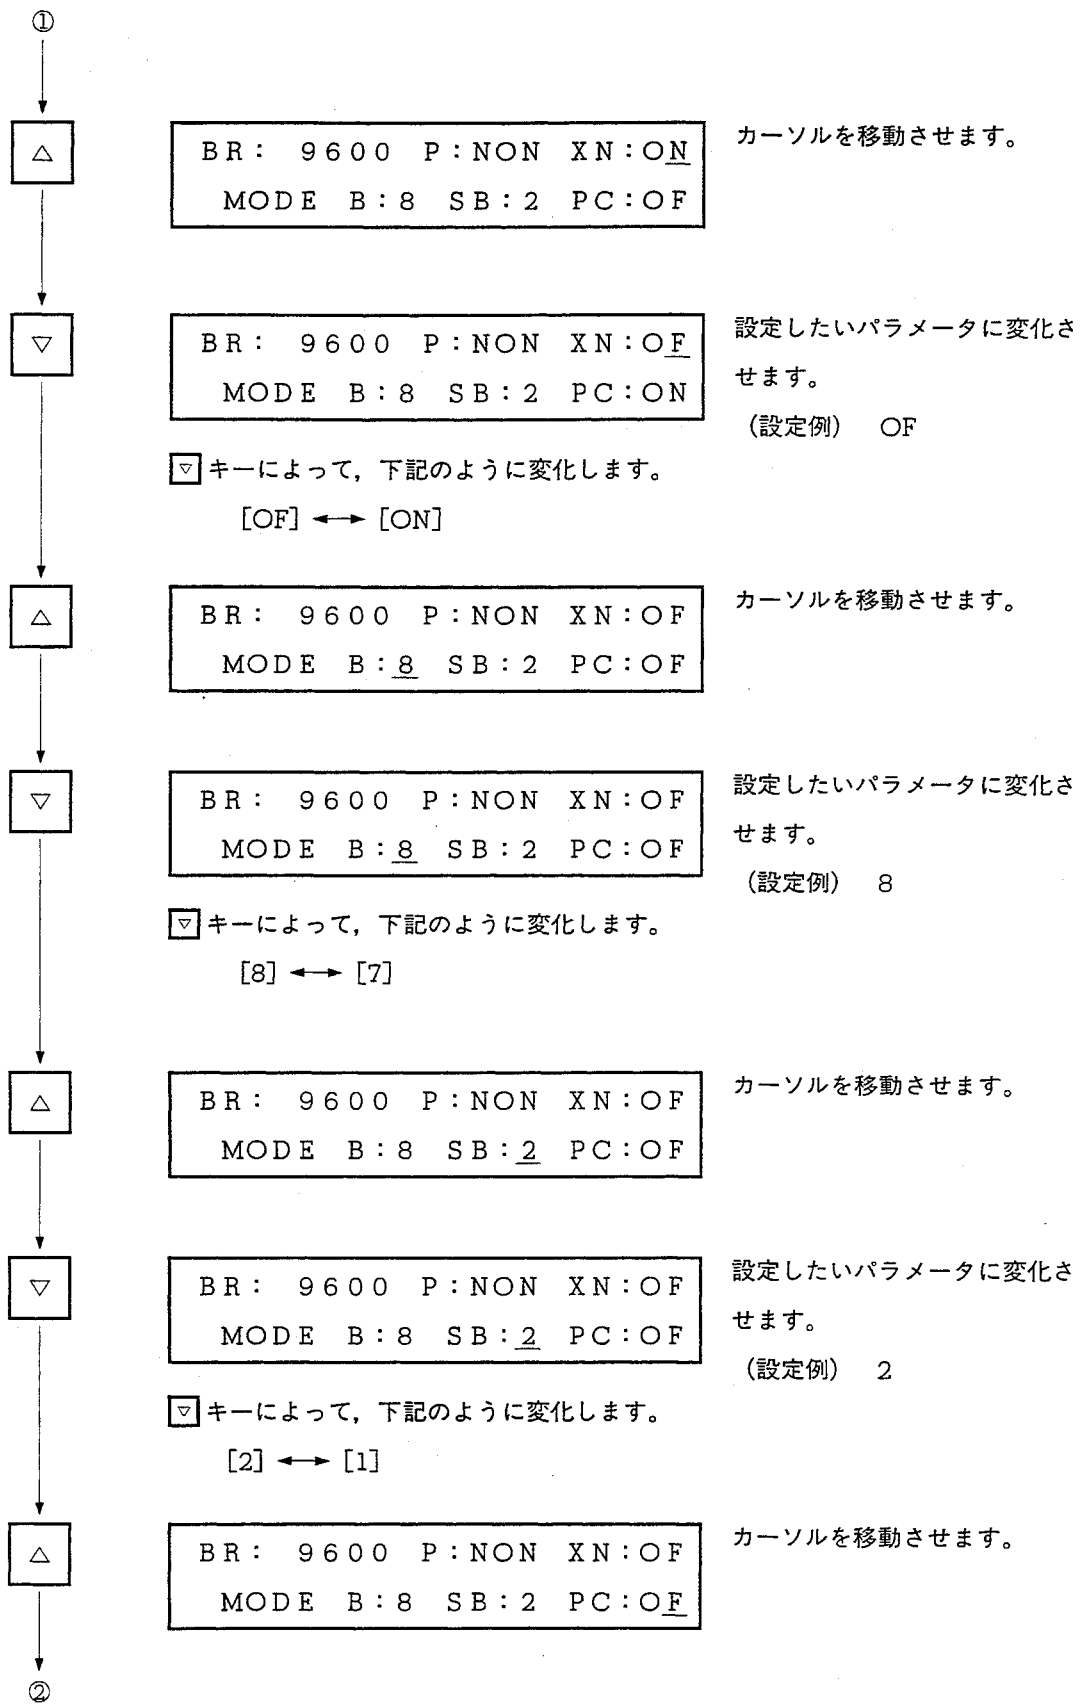 ①
△
BR: 9600 P:NON XN:ON
MODE B:8 SB:2 PC:OF
カーソルを移動させます。
▽
BR: 9600 P:NON XN:OF
MODE B:8 SB:2 PC:ON
設定したいパラメータに変化さ
せます。
(設定例) OF
▽キーによって，下記のように変化します。
[OF] ←→ [ON]
△
BR: 9600 P:NON XN:OF
MODE B:8 SB:2 PC:OF
カーソルを移動させます。
▽
BR: 9600 P:NON XN:OF
MODE B:8 SB:2 PC:OF
設定したいパラメータに変化さ
せます。
(設定例) 8
▽キーによって，下記のように変化します。
[8] ←→ [7]
△
BR: 9600 P:NON XN:OF
MODE B:8 SB:2 PC:OF
カーソルを移動させます。
▽
BR: 9600 P:NON XN:OF
MODE B:8 SB:2 PC:OF
設定したいパラメータに変化さ
せます。
(設定例) 2
▽キーによって，下記のように変化します。
[2] ←→ [1]
△
BR: 9600 P:NON XN:OF
MODE B:8 SB:2 PC:OF
カーソルを移動させます。
②